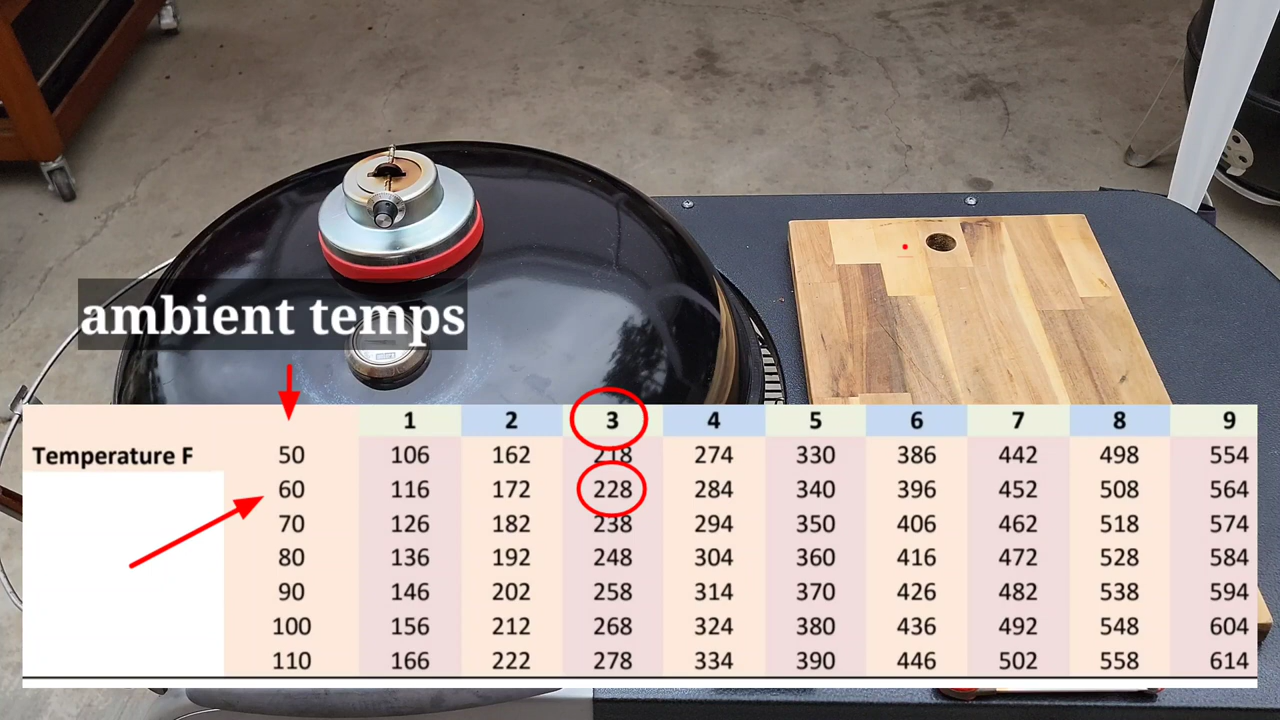 ambient temps
1 2 3 4 5 6 7 8 9
Temperature F 50 106 162 218 274 330 386 442 498 554
60 116 172 228 284 340 396 452 508 564
70 126 182 238 294 350 406 462 518 574
80 136 192 248 304 360 416 472 528 584
90 146 202 258 314 370 426 482 538 594
100 156 212 268 324 380 436 492 548 604
110 166 222 278 334 390 446 502 558 614